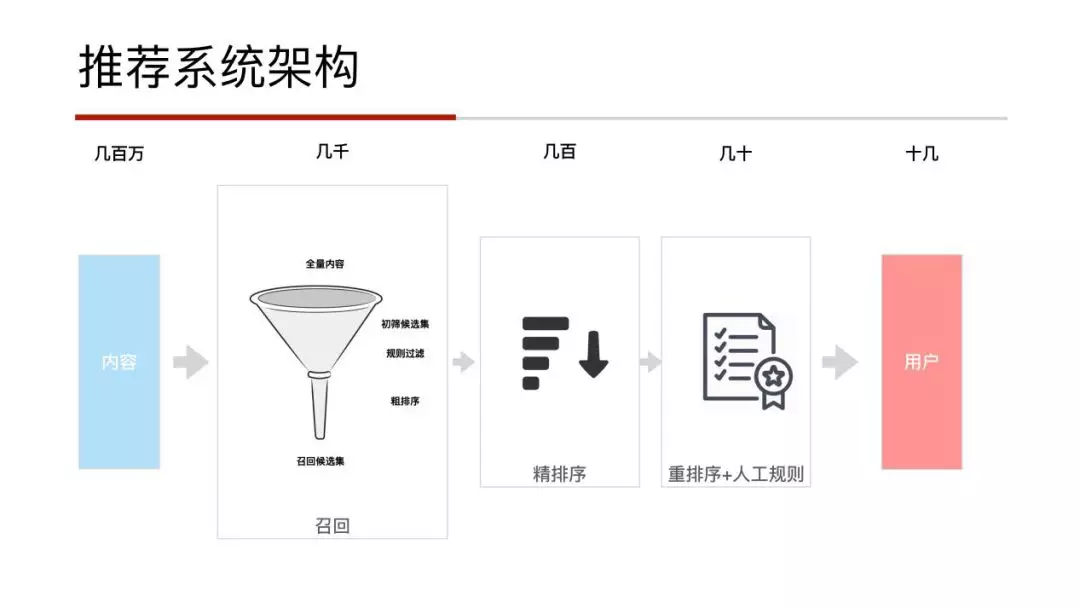 推荐系统架构
几百万
几千
几百
几十
十几
内容
全量内容
初筛候选集
规则过滤
粗排序
召回候选集
召回
精排序
重排序+人工规则
用户